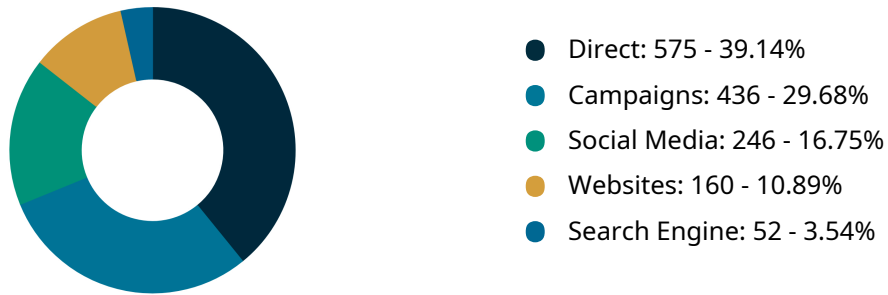 Direct: 575 - 39.14%
Campaigns: 436 - 29.68%
Social Media: 246 - 16.75%
Websites: 160 - 10.89%
Search Engine: 52 - 3.54%